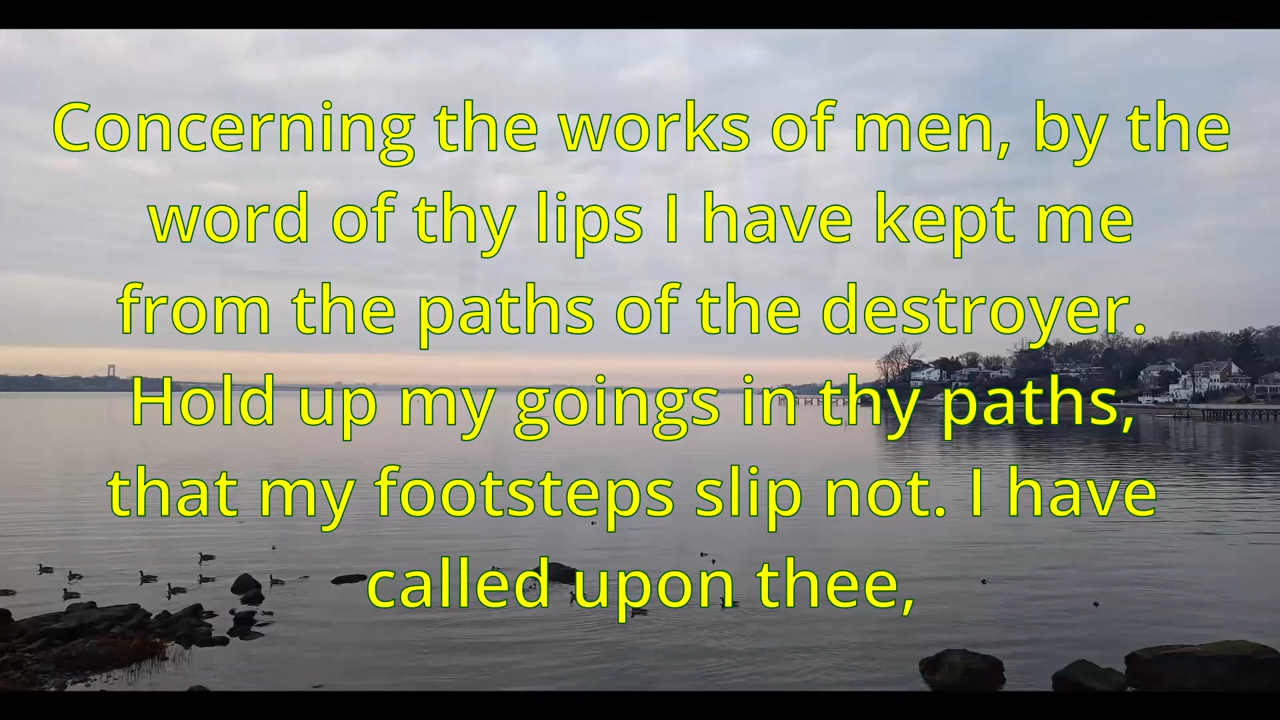 Concerning the works of men, by the
word of thy lips I have kept me
from the paths of the destroyer.
Hold up my goings in thy paths,
that my footsteps slip not. I have
called upon thee,